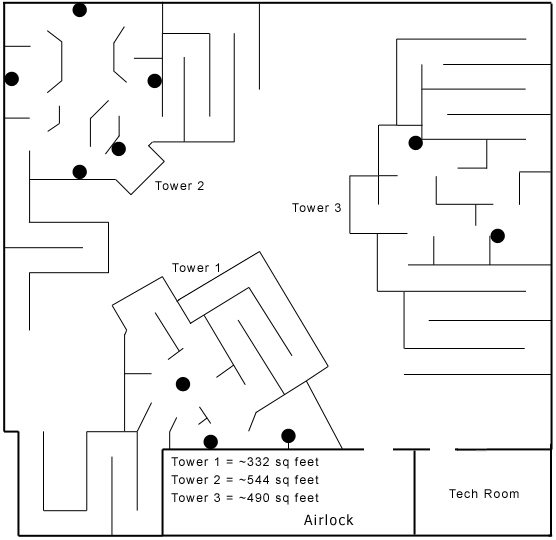 Tower 2
Tower 3
Tower 1
Tower 1 = ~332 sq feet
Tower 2 = ~544 sq feet
Tower 3 = ~490 sq feet
Tech Room
Airlock